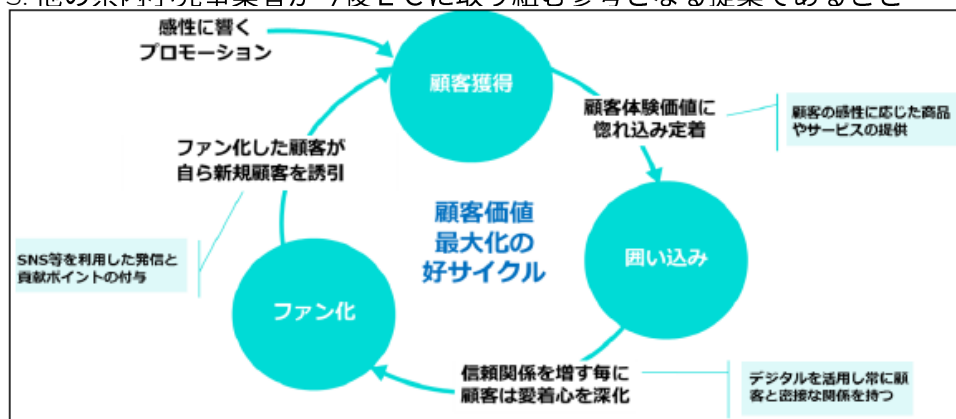 感性に響く
プロモーション
顧客獲得
顧客体験価値に
惚れ込み定着
顧客の感性に応じた商品
やサービスの提供
ファン化した顧客が
自ら新規顧客を誘引
顧客価値
最大化の
好サイクル
囲い込み
SNS等を利用した発信と
貢献ポイントの付与
ファン化
信頼関係を増す毎に
顧客は愛着心を深化
デジタルを活用し常に顧
客と密接な関係を持つ